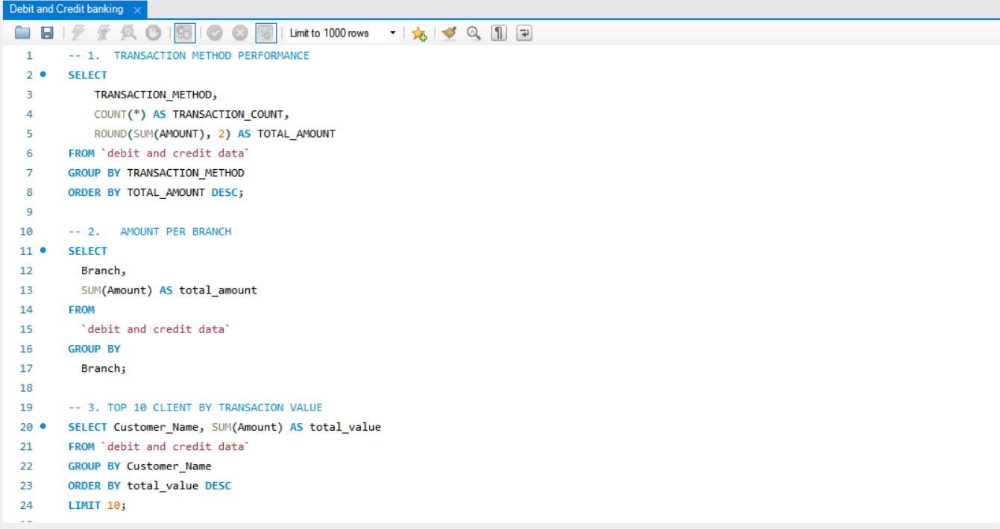 Debit and Credit banking ×
Limit to 1000 rows
1 -- 1.  TRANSACTION METHOD PERFORMANCE
2 SELECT
3     TRANSACTION_METHOD,
4     COUNT(*) AS TRANSACTION_COUNT,
5     ROUND(SUM(AMOUNT), 2) AS TOTAL_AMOUNT
6 FROM `debit and credit data`
7 GROUP BY TRANSACTION_METHOD
8 ORDER BY TOTAL_AMOUNT DESC;
9
10 -- 2.   AMOUNT PER BRANCH
11 SELECT
12   Branch,
13   SUM(Amount) AS total_amount
14 FROM
15   `debit and credit data`
16 GROUP BY
17   Branch;
18
19 -- 3. TOP 10 CLIENT BY TRANSACION VALUE
20 SELECT Customer_Name, SUM(Amount) AS total_value
21 FROM `debit and credit data`
22 GROUP BY Customer_Name
23 ORDER BY total_value DESC
24 LIMIT 10;